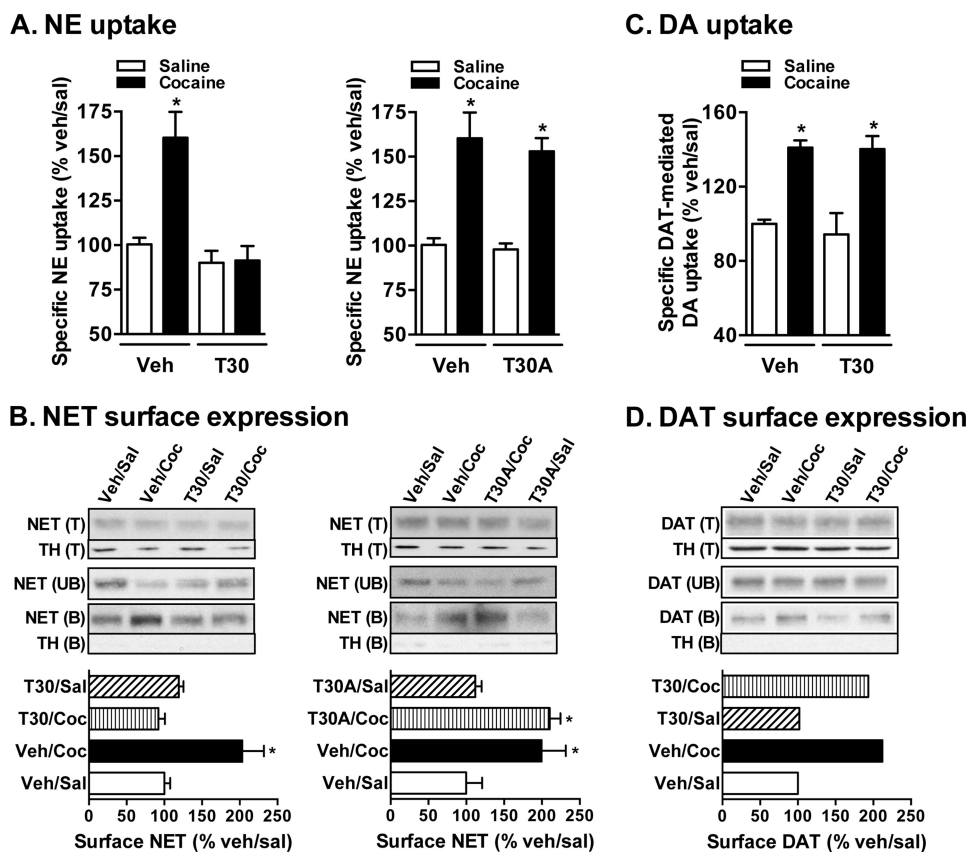 A. NE uptake
Saline
Cocaine
Specific NE uptake (% veh/sal)
175
150
125
100
75
50
*
Veh
T30
Saline
Cocaine
Specific NE uptake (% veh/sal)
175
150
125
100
75
50
*
*
Veh
T30A
C. DA uptake
Saline
Cocaine
Specific DAT-mediated
DA uptake (% veh/sal)
160
120
80
40
*
*
Veh
T30
B. NET surface expression
Veh/Sal
Veh/Coc
T30/Sal
T30/Coc
NET (T)
TH (T)
NET (UB)
NET (B)
TH (B)
T30/Sal
T30/Coc
Veh/Coc
*
Veh/Sal
0 50 100 150 200 250
Surface NET (% veh/sal)
Veh/Sal
Veh/Coc
T30A/Coc
T30A/Sal
NET (T)
TH (T)
NET (UB)
NET (B)
TH (B)
T30A/Sal
T30A/Coc
*
Veh/Coc
*
Veh/Sal
0 50 100 150 200 250
Surface NET (% veh/sal)
D. DAT surface expression
Veh/Sal
Veh/Coc
T30/Sal
T30/Coc
DAT (T)
TH (T)
DAT (UB)
DAT (B)
TH (B)
T30/Coc
T30/Sal
Veh/Coc
Veh/Sal
0 50 100 150 200 250
Surface DAT (% veh/sal)